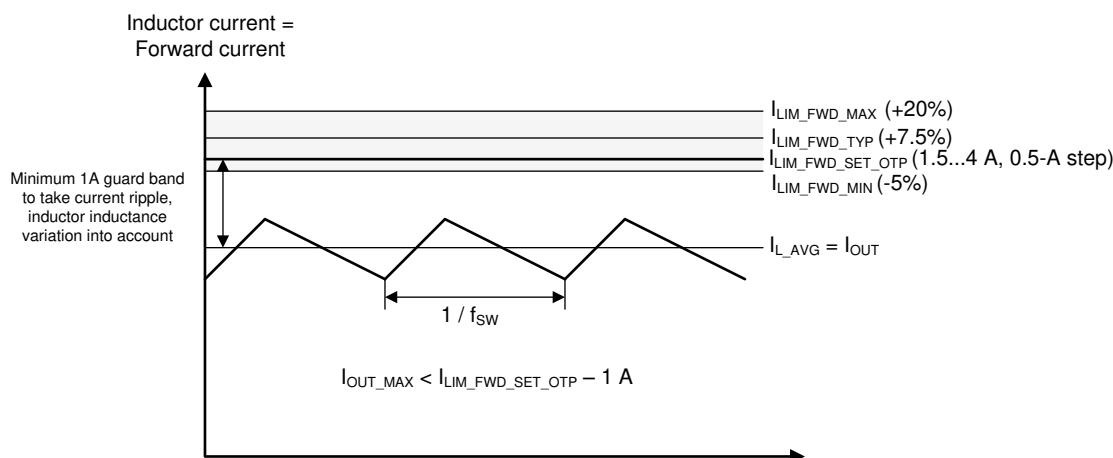 Inductor current =
Forward current
I_LIM_FWD_MAX (+20%)
I_LIM_FWD_TYP (+7.5%)
I_LIM_FWD_SET_OTP (1.5...4 A, 0.5-A step)
I_LIM_FWD_MIN (-5%)
Minimum 1A guard band
to take current ripple,
inductor inductance
variation into account
I_L_AVG = I_OUT
1 / f_SW
I_OUT_MAX < I_LIM_FWD_SET_OTP – 1 A